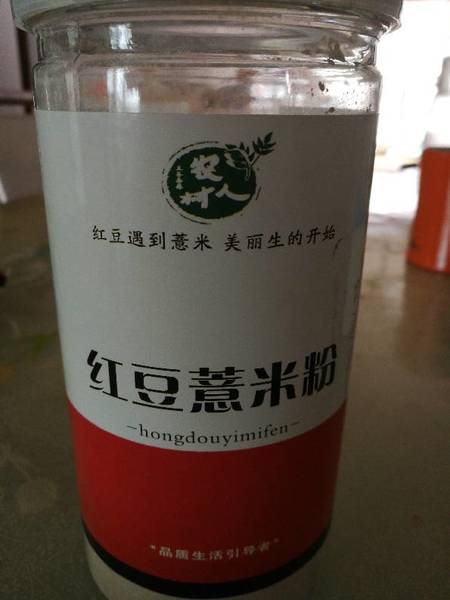 农村人
红豆遇到薏米 美丽生的开始
红豆薏米粉
-hongdouyimifen-
"品质生活引导者"